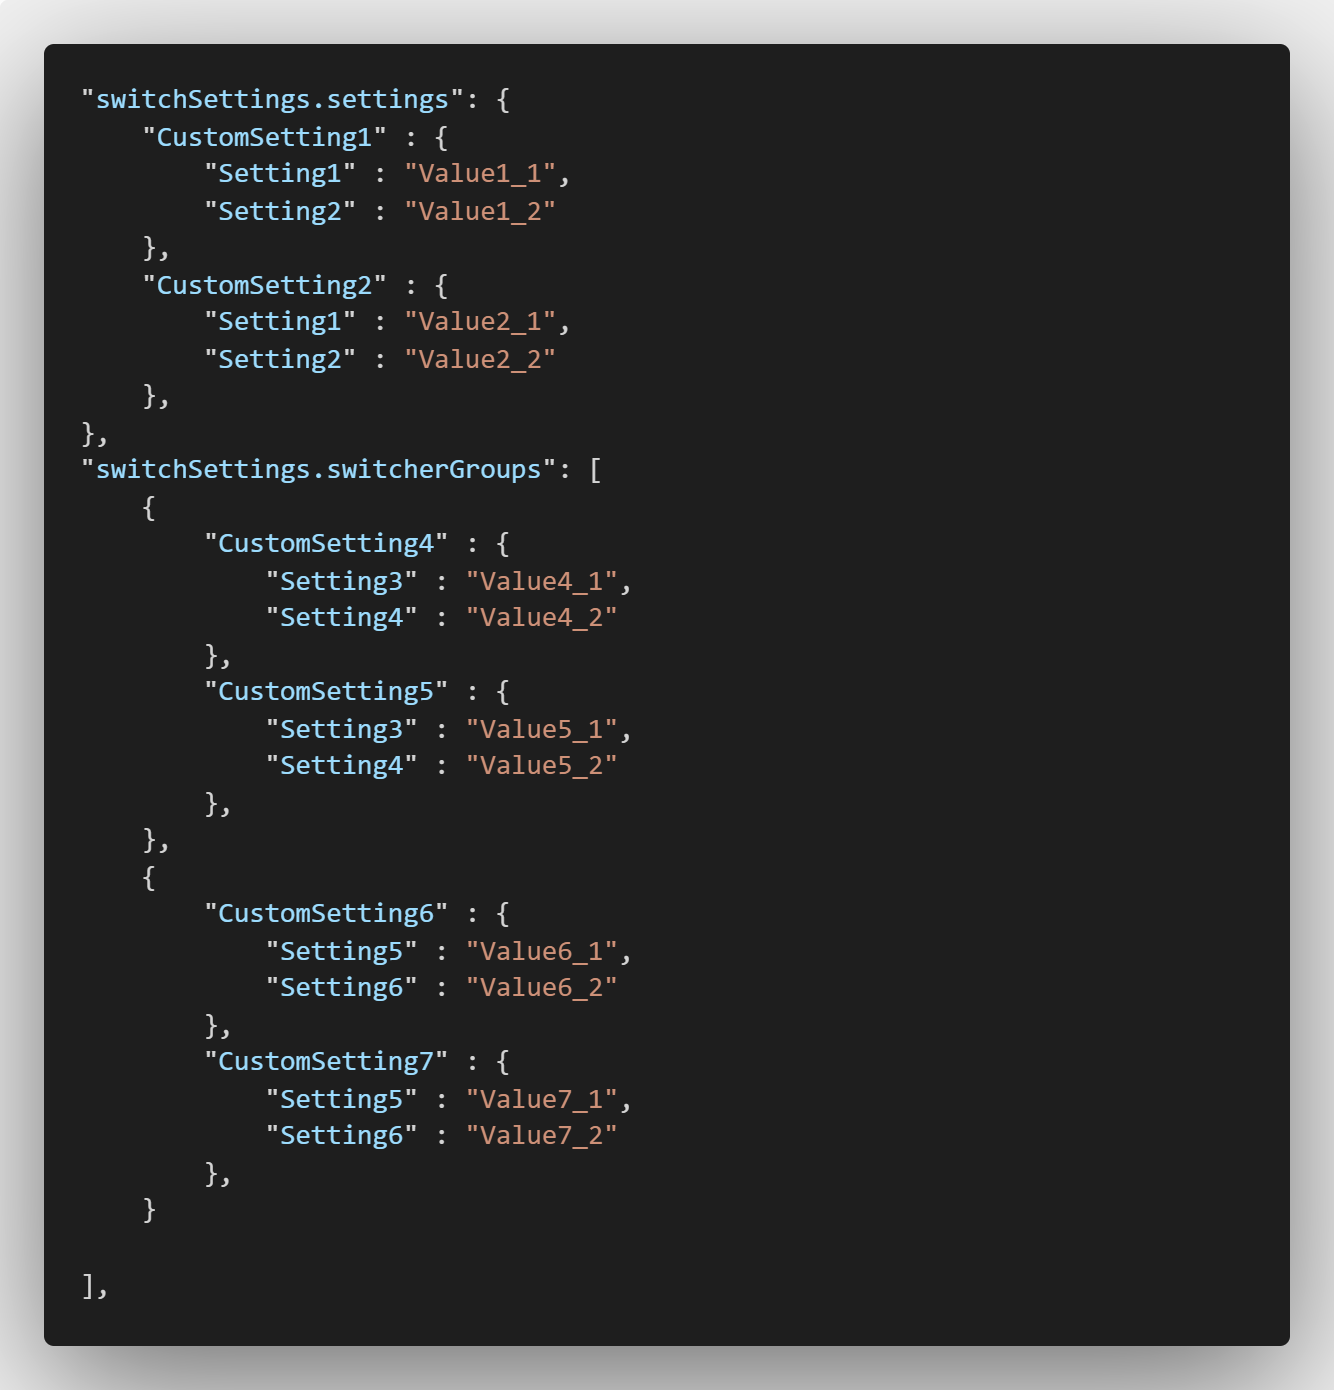 "switchSettings.settings": {
    "CustomSetting1" : {
        "Setting1" : "Value1_1",
        "Setting2" : "Value1_2"
    },
    "CustomSetting2" : {
        "Setting1" : "Value2_1",
        "Setting2" : "Value2_2"
    },
},
"switchSettings.switcherGroups": [
    {
        "CustomSetting4" : {
            "Setting3" : "Value4_1",
            "Setting4" : "Value4_2"
        },
        "CustomSetting5" : {
            "Setting3" : "Value5_1",
            "Setting4" : "Value5_2"
        },
    },
    {
        "CustomSetting6" : {
            "Setting5" : "Value6_1",
            "Setting6" : "Value6_2"
        },
        "CustomSetting7" : {
            "Setting5" : "Value7_1",
            "Setting6" : "Value7_2"
        },
    }

],